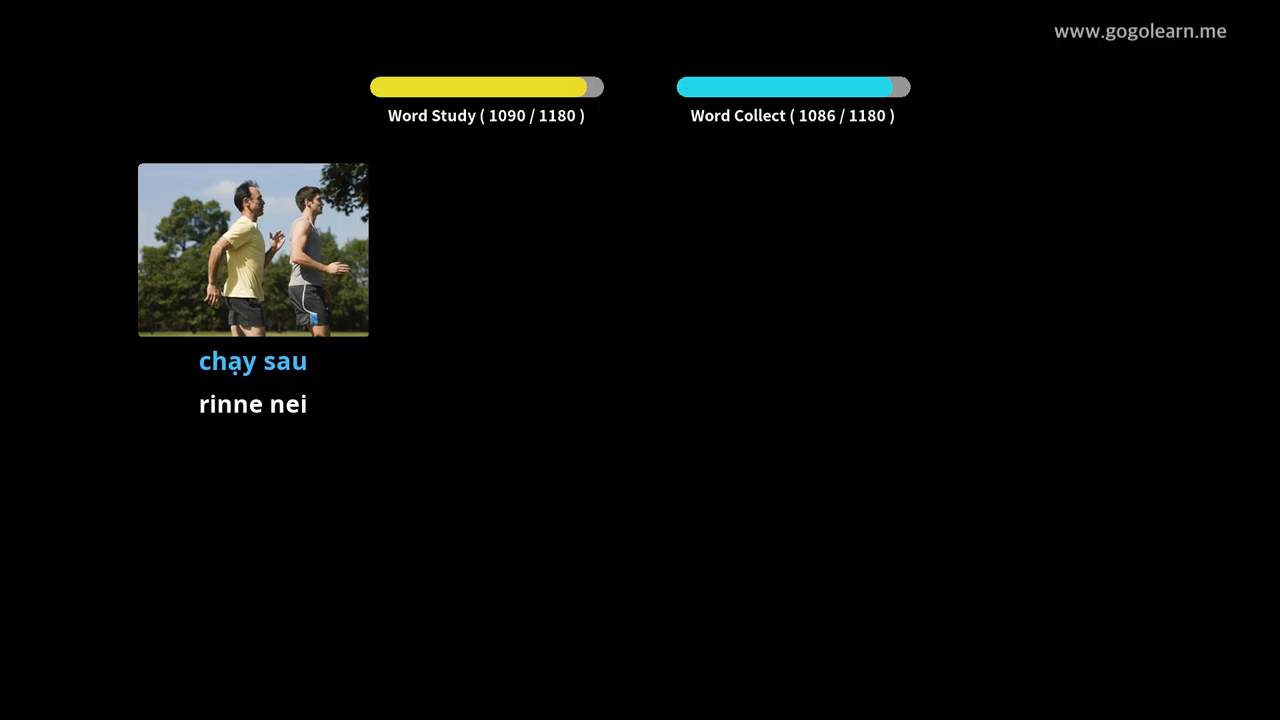 www.gogolearn.me
Word Study ( 1090 / 1180 )
Word Collect ( 1086 / 1180 )
chạy sau
rinne nei